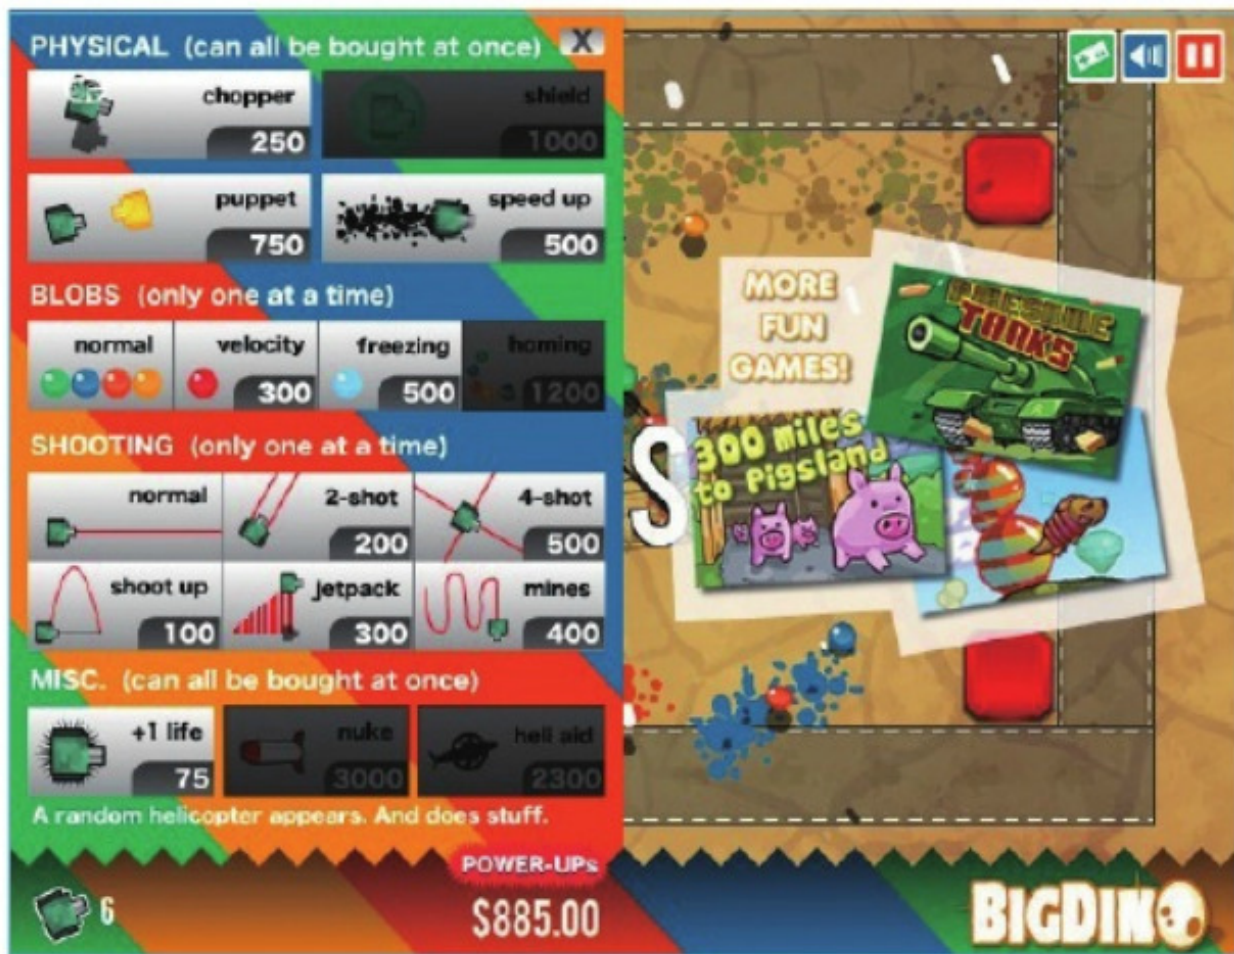 PHYSICAL (can all be bought at once) X
chopper
250
shield
1000
puppet
750
speed up
500
BLOBS (only one at a time)
normal
velocity
300
freezing
500
homing
1200
SHOOTING (only one at a time)
normal
2-shot
200
4-shot
500
shoot up
100
jetpack
300
mines
400
MISC. (can all be bought at once)
+1 life
75
nuke
3000
heli aid
2300
A random helicopter appears. And does stuff.
POWER-UPs
6
$885.00
MORE
FUN
GAMES!
TANKS
S
300 miles
to Pigsland
BIGDINO